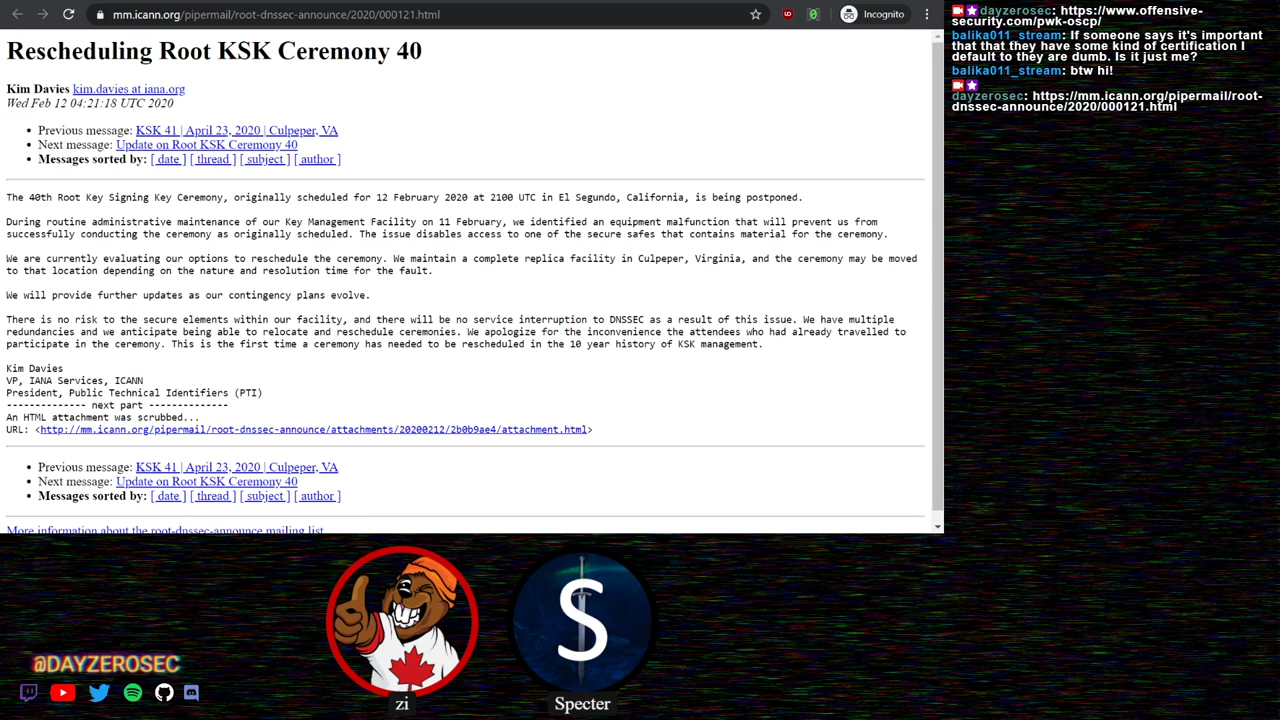 mm.icann.org/pipermail/root-dnssec-announce/2020/000121.html
Incognito
Rescheduling Root KSK Ceremony 40
Kim Davies kim.davies at iana.org
Wed Feb 12 04:21:18 UTC 2020
• Previous message: KSK 41 | April 23, 2020 | Culpeper, VA
• Next message: Update on Root KSK Ceremony 40
• Messages sorted by: [ date ] [ thread ] [ subject ] [ author ]
The 40th Root Key Signing Key Ceremony, originally scheduled for 12 February 2020 at 2100 UTC in El Segundo, California, is being postponed.
During routine administrative maintenance of our Key Management Facility on 11 February, we identified an equipment malfunction that will prevent us from
successfully conducting the ceremony as originally scheduled. The issue disables access to one of the secure safes that contains material for the ceremony.
We are currently evaluating our options to reschedule the ceremony. We maintain a complete replica facility in Culpeper, Virginia, and the ceremony may be moved
to that location depending on the nature and resolution time for the fault.
We will provide further updates as our contingency plans evolve.
There is no risk to the secure elements within our facility, and there will be no service interruption to DNSSEC as a result of this issue. We have multiple
redundancies and we anticipate being able to relocate and reschedule ceremonies. We apologize for the inconvenience the attendees who had already travelled to
participate in the ceremony. This is the first time a ceremony has needed to be rescheduled in the 10 year history of KSK management.
Kim Davies
VP, IANA Services, ICANN
President, Public Technical Identifiers (PTI)
-------------- next part --------------
An HTML attachment was scrubbed...
URL: <http://mm.icann.org/pipermail/root-dnssec-announce/attachments/20200212/2b0b9ae4/attachment.html>
• Previous message: KSK 41 | April 23, 2020 | Culpeper, VA
• Next message: Update on Root KSK Ceremony 40
• Messages sorted by: [ date ] [ thread ] [ subject ] [ author ]
More information about the root-dnssec-announce mailing list
dayzerosec: https://www.offensive-
security.com/pwk-oscp/
balika011_stream: If someone says it's important
that that they have some kind of certification I
default to they are dumb. Is it just me?
balika011_stream: btw hi!
dayzerosec: https://mm.icann.org/pipermail/root-
dnssec-announce/2020/000121.html
S
@DAYZEROSEC
zi
Specter